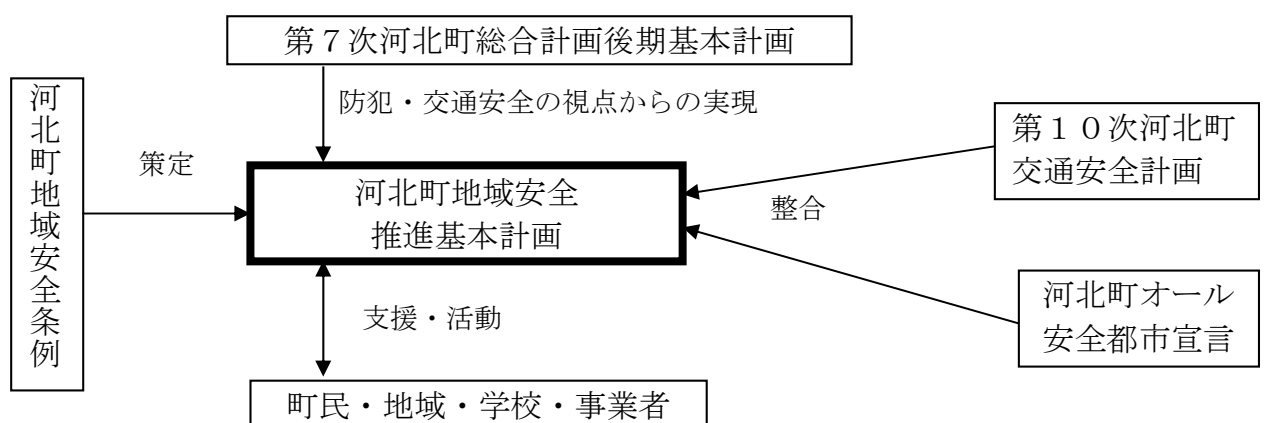 第７次河北町総合計画後期基本計画
防犯・交通安全の視点からの実現
河北町地域安全条例
策定
河北町地域安全
推進基本計画
整合
第１０次河北町
交通安全計画
河北町オール
安全都市宣言
支援・活動
町民・地域・学校・事業者